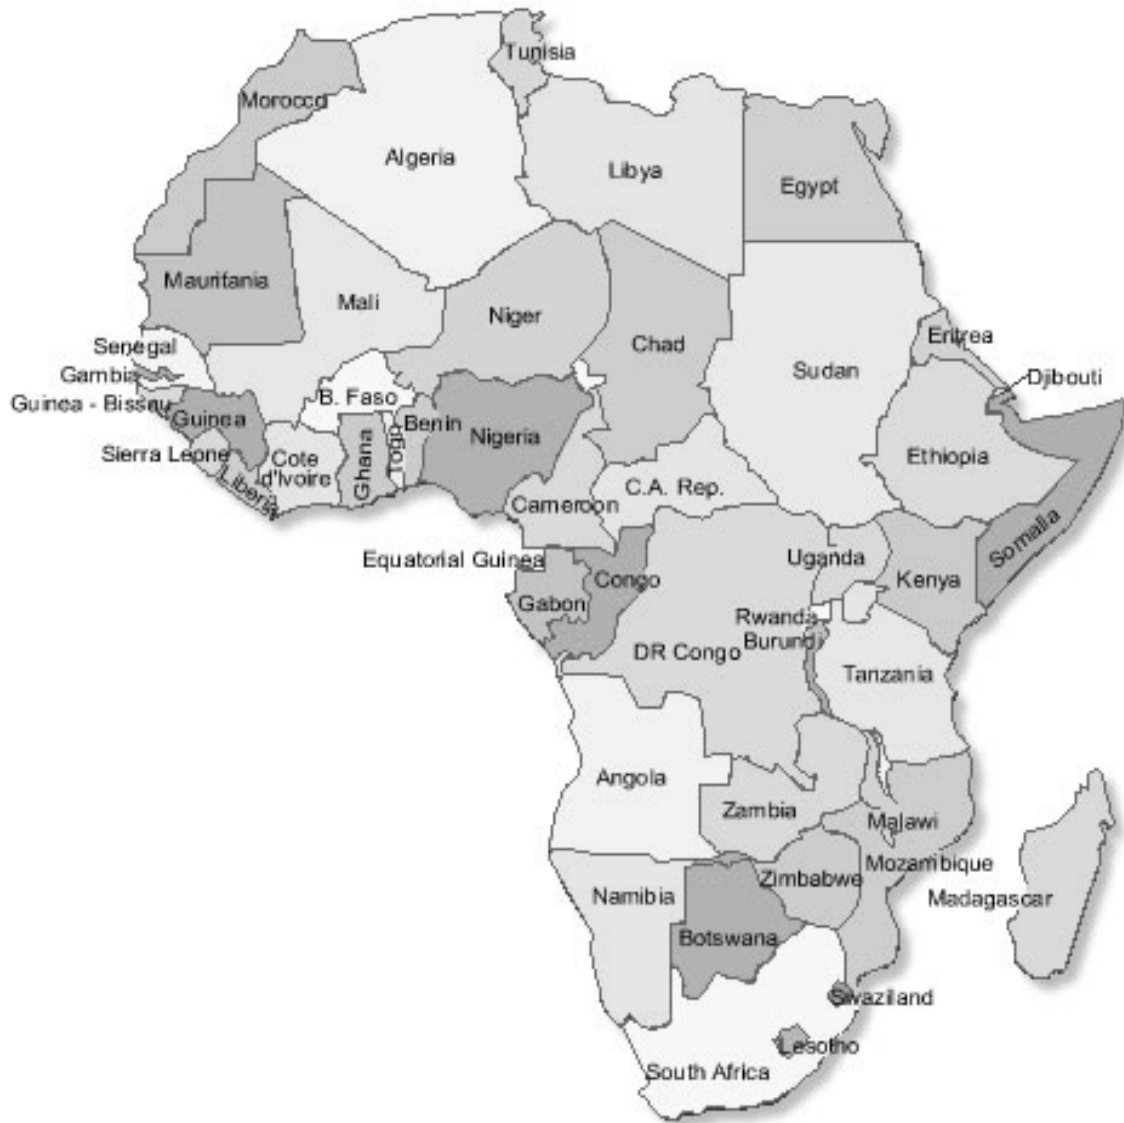 Tunisia
Morocco
Algeria
Libya
Egypt
Mauritania
Mali
Niger
Chad
Eritrea
Senegal
Gambia
Sudan
Djibouti
B. Faso
Guinea - Bissau
Guinea
Benin
Nigeria
Togo
Ghana
Sierra Leone
Cote
d'Ivoire
Liberia
Ethiopia
C.A. Rep.
Cameroon
Somalia
Equatorial Guinea
Uganda
Congo
Kenya
Gabon
Rwanda
Burundi
DR Congo
Tanzania
Angola
Zambia
Malawi
Mozambique
Zimbabwe
Namibia
Madagascar
Botswana
Swaziland
Lesotho
South Africa